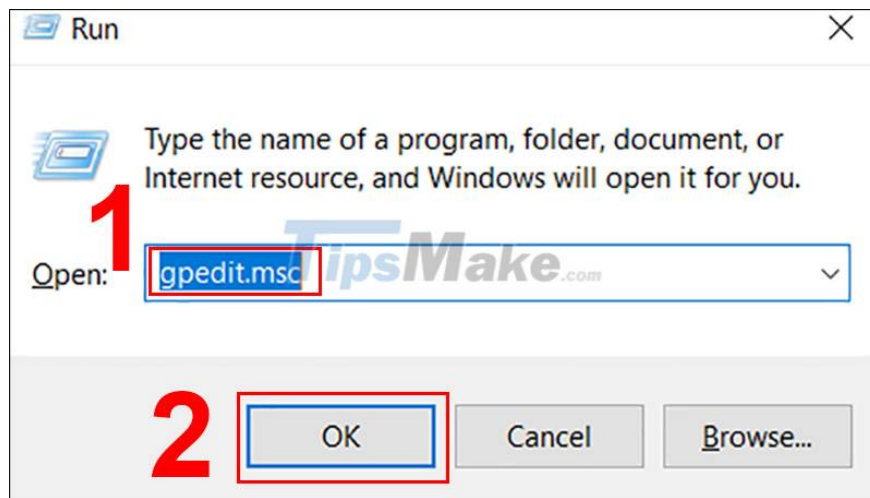 Run
Type the name of a program, folder, document, or
Internet resource, and Windows will open it for you.
1
TipsMake.com
Open: gpedit.msc
2
OK Cancel Browse...